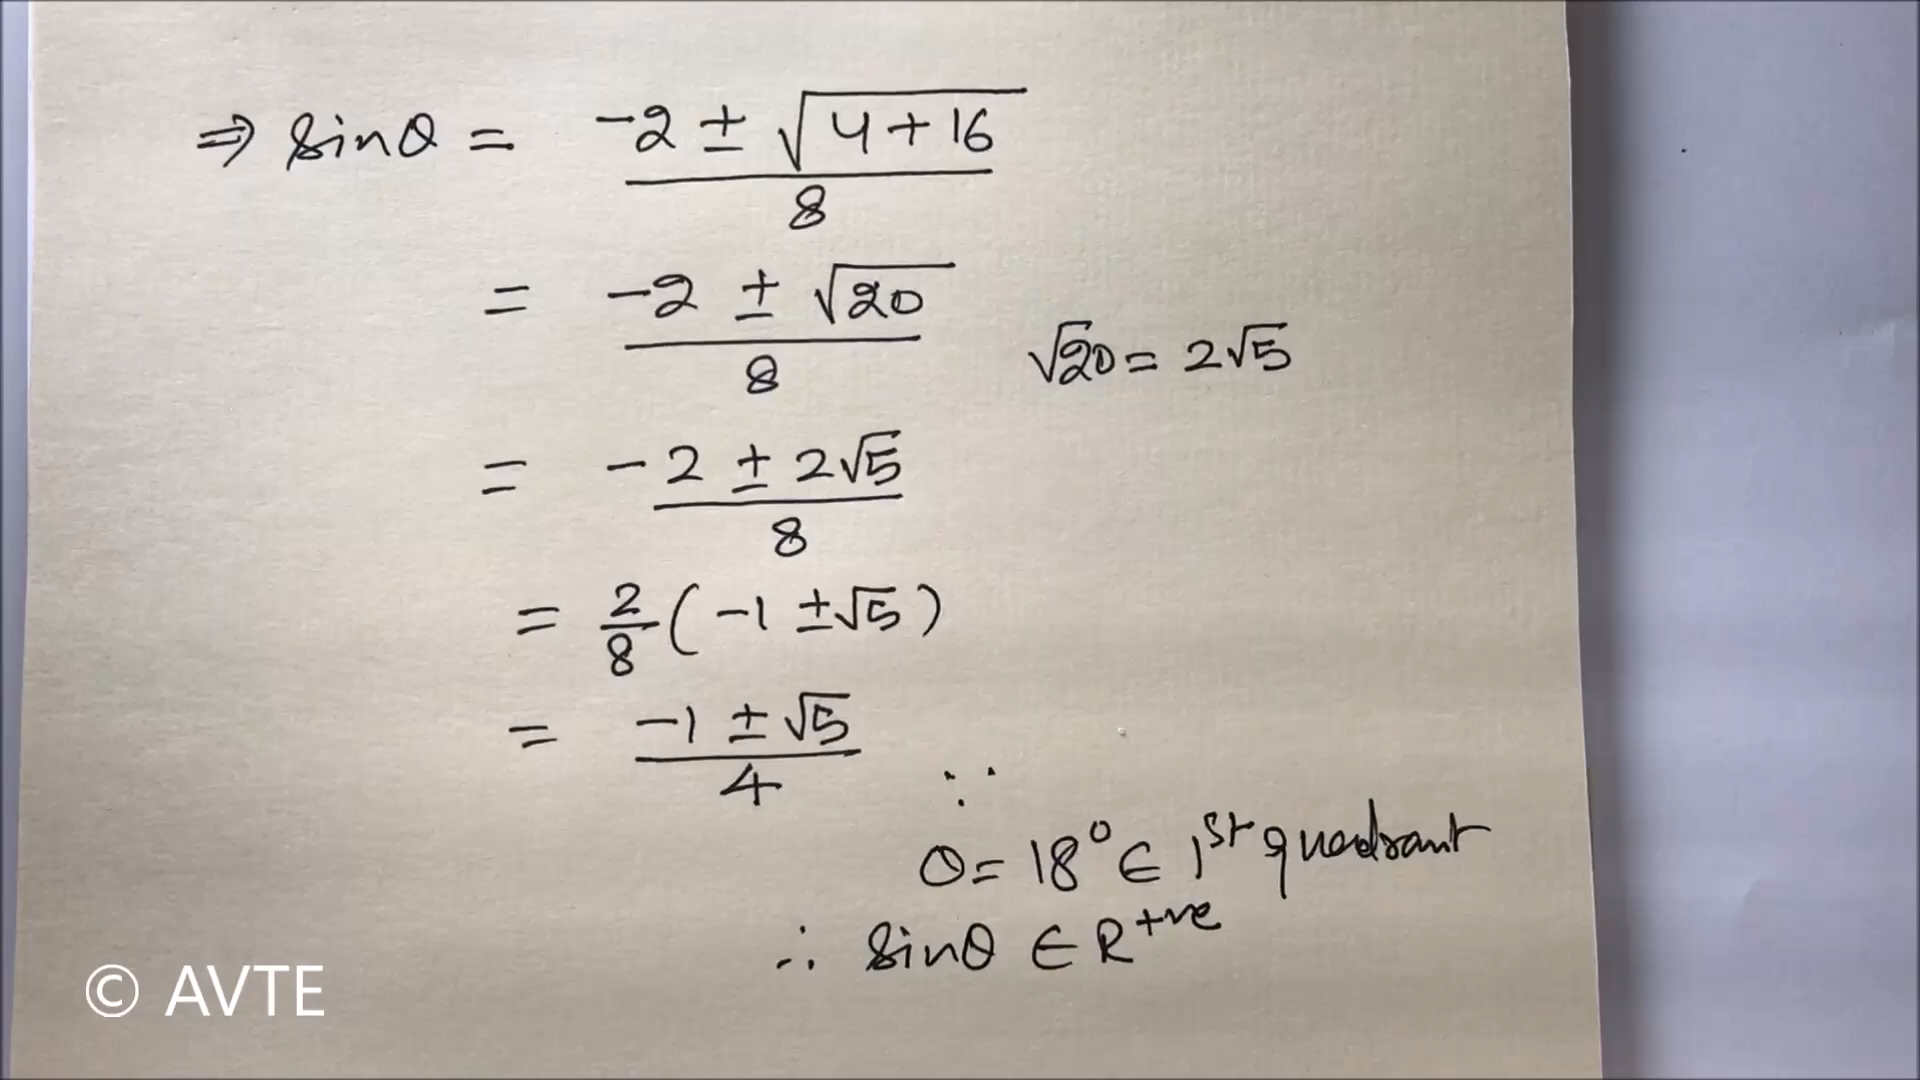 ⇒ sinθ = (-2 ± √(4+16))/8
= (-2 ± √20)/8
√20 = 2√5
= (-2 ± 2√5)/8
= 2/8 (-1 ± √5)
= (-1 ± √5)/4
∵
θ = 18° ∈ 1st quadrant
∴ sinθ ∈ R+ve
© AVTE